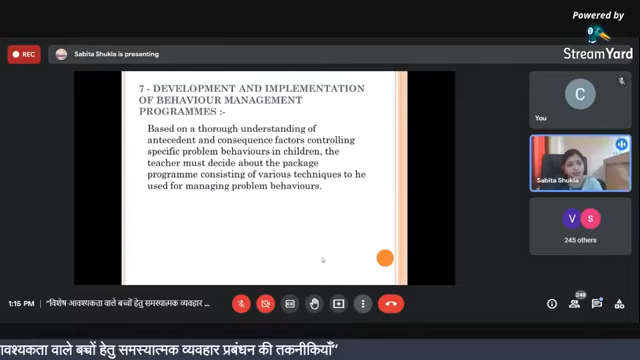 Powered by
StreamYard
REC
Sabita Shukla is presenting
7 - DEVELOPMENT AND IMPLEMENTATION
OF BEHAVIOUR MANAGEMENT
PROGRAMMES :-
Based on a thorough understanding of
antecedent and consequence factors controlling
specific problem behaviours in children, the
teacher must decide about the package
programme consisting of various techniques to he
used for managing problem behaviours.
C
You
Sabita Shukla
V S
245 others
1:15 PM | "विशेष आवश्यकता वाले बच्चों हेतु समस्यात्मक व्यवहार ...
248
आवश्यकता वाले बच्चों हेतु समस्यात्मक व्यवहार प्रबंधन की तकनीकियाँ"